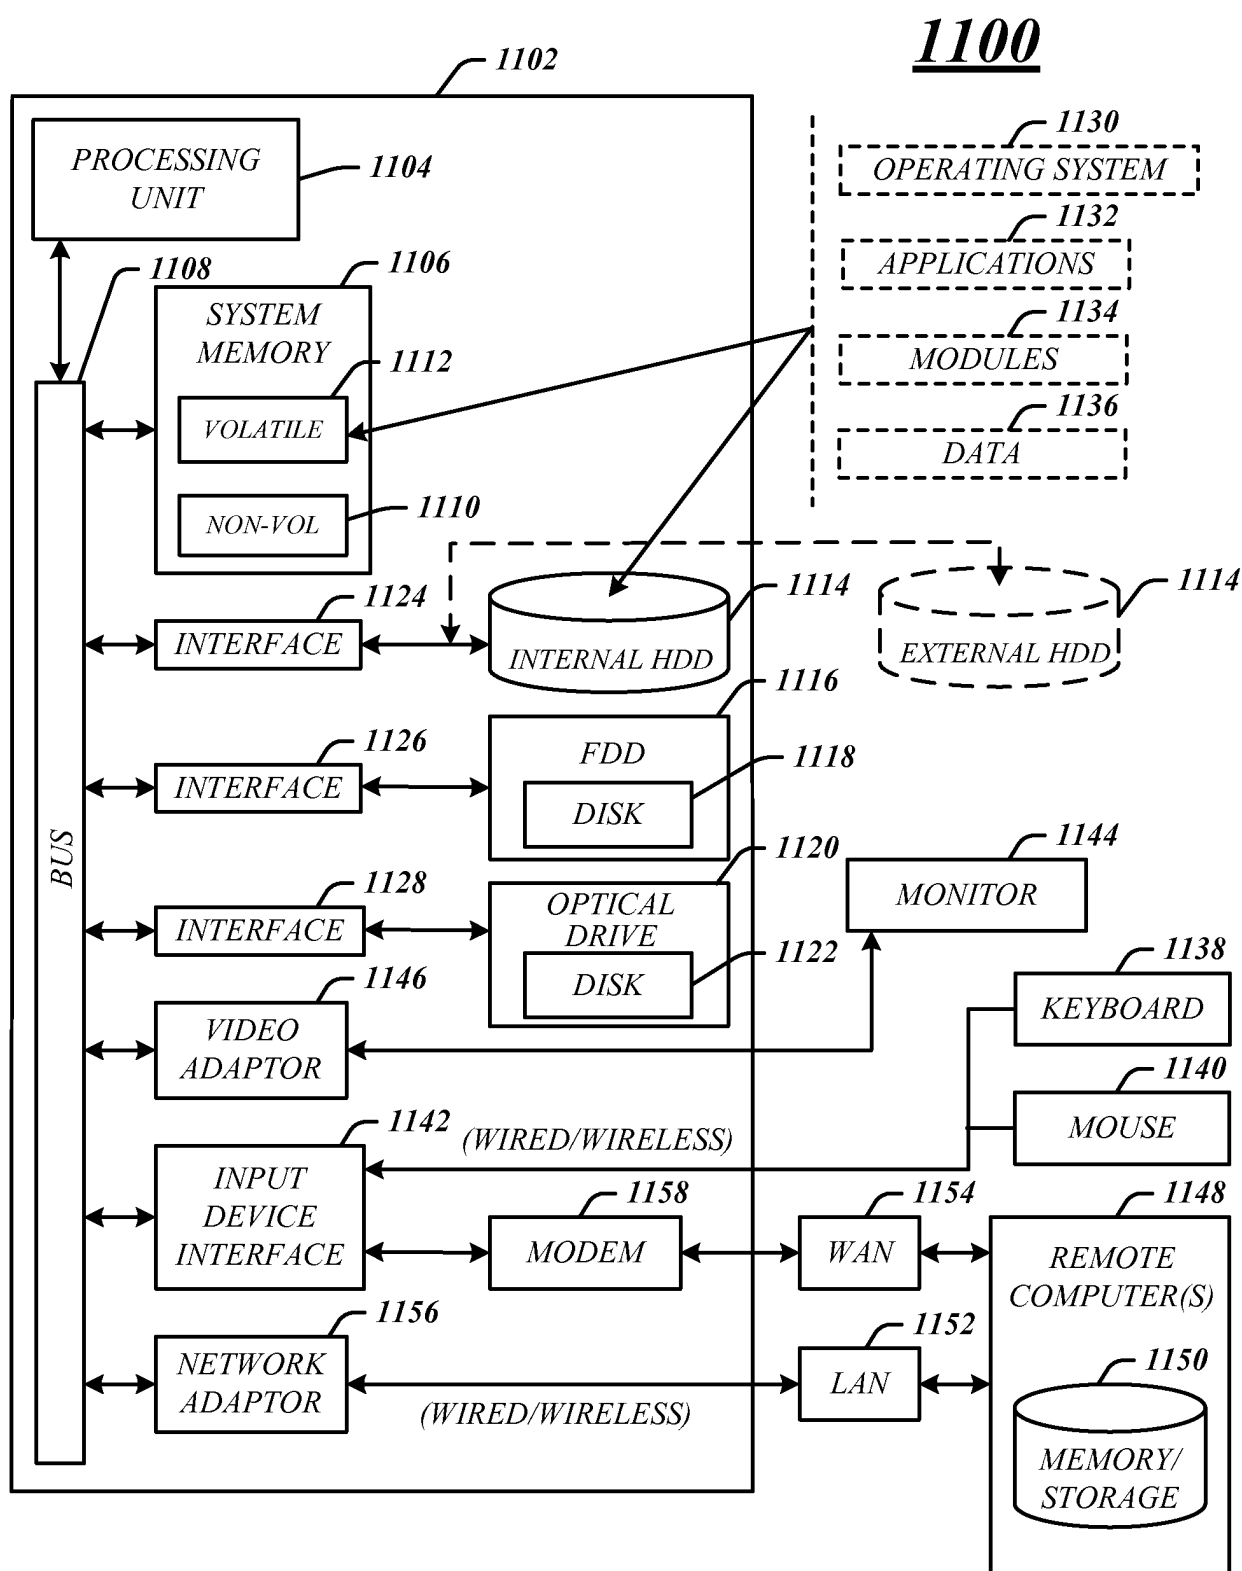 1100
1102
PROCESSING
UNIT
1104
1108
1106
SYSTEM
MEMORY
1112
VOLATILE
NON-VOL
1110
1130
OPERATING SYSTEM
1132
APPLICATIONS
1134
MODULES
1136
DATA
BUS
1124
INTERFACE
INTERNAL HDD
1114
EXTERNAL HDD
1114
1126
INTERFACE
1116
FDD
1118
DISK
1128
INTERFACE
1120
OPTICAL
DRIVE
1122
DISK
1144
MONITOR
1146
VIDEO
ADAPTOR
1138
KEYBOARD
1140
MOUSE
1142
INPUT
DEVICE
INTERFACE
(WIRED/WIRELESS)
1158
MODEM
1154
WAN
1148
REMOTE
COMPUTER(S)
1156
NETWORK
ADAPTOR
(WIRED/WIRELESS)
1152
LAN
1150
MEMORY/
STORAGE